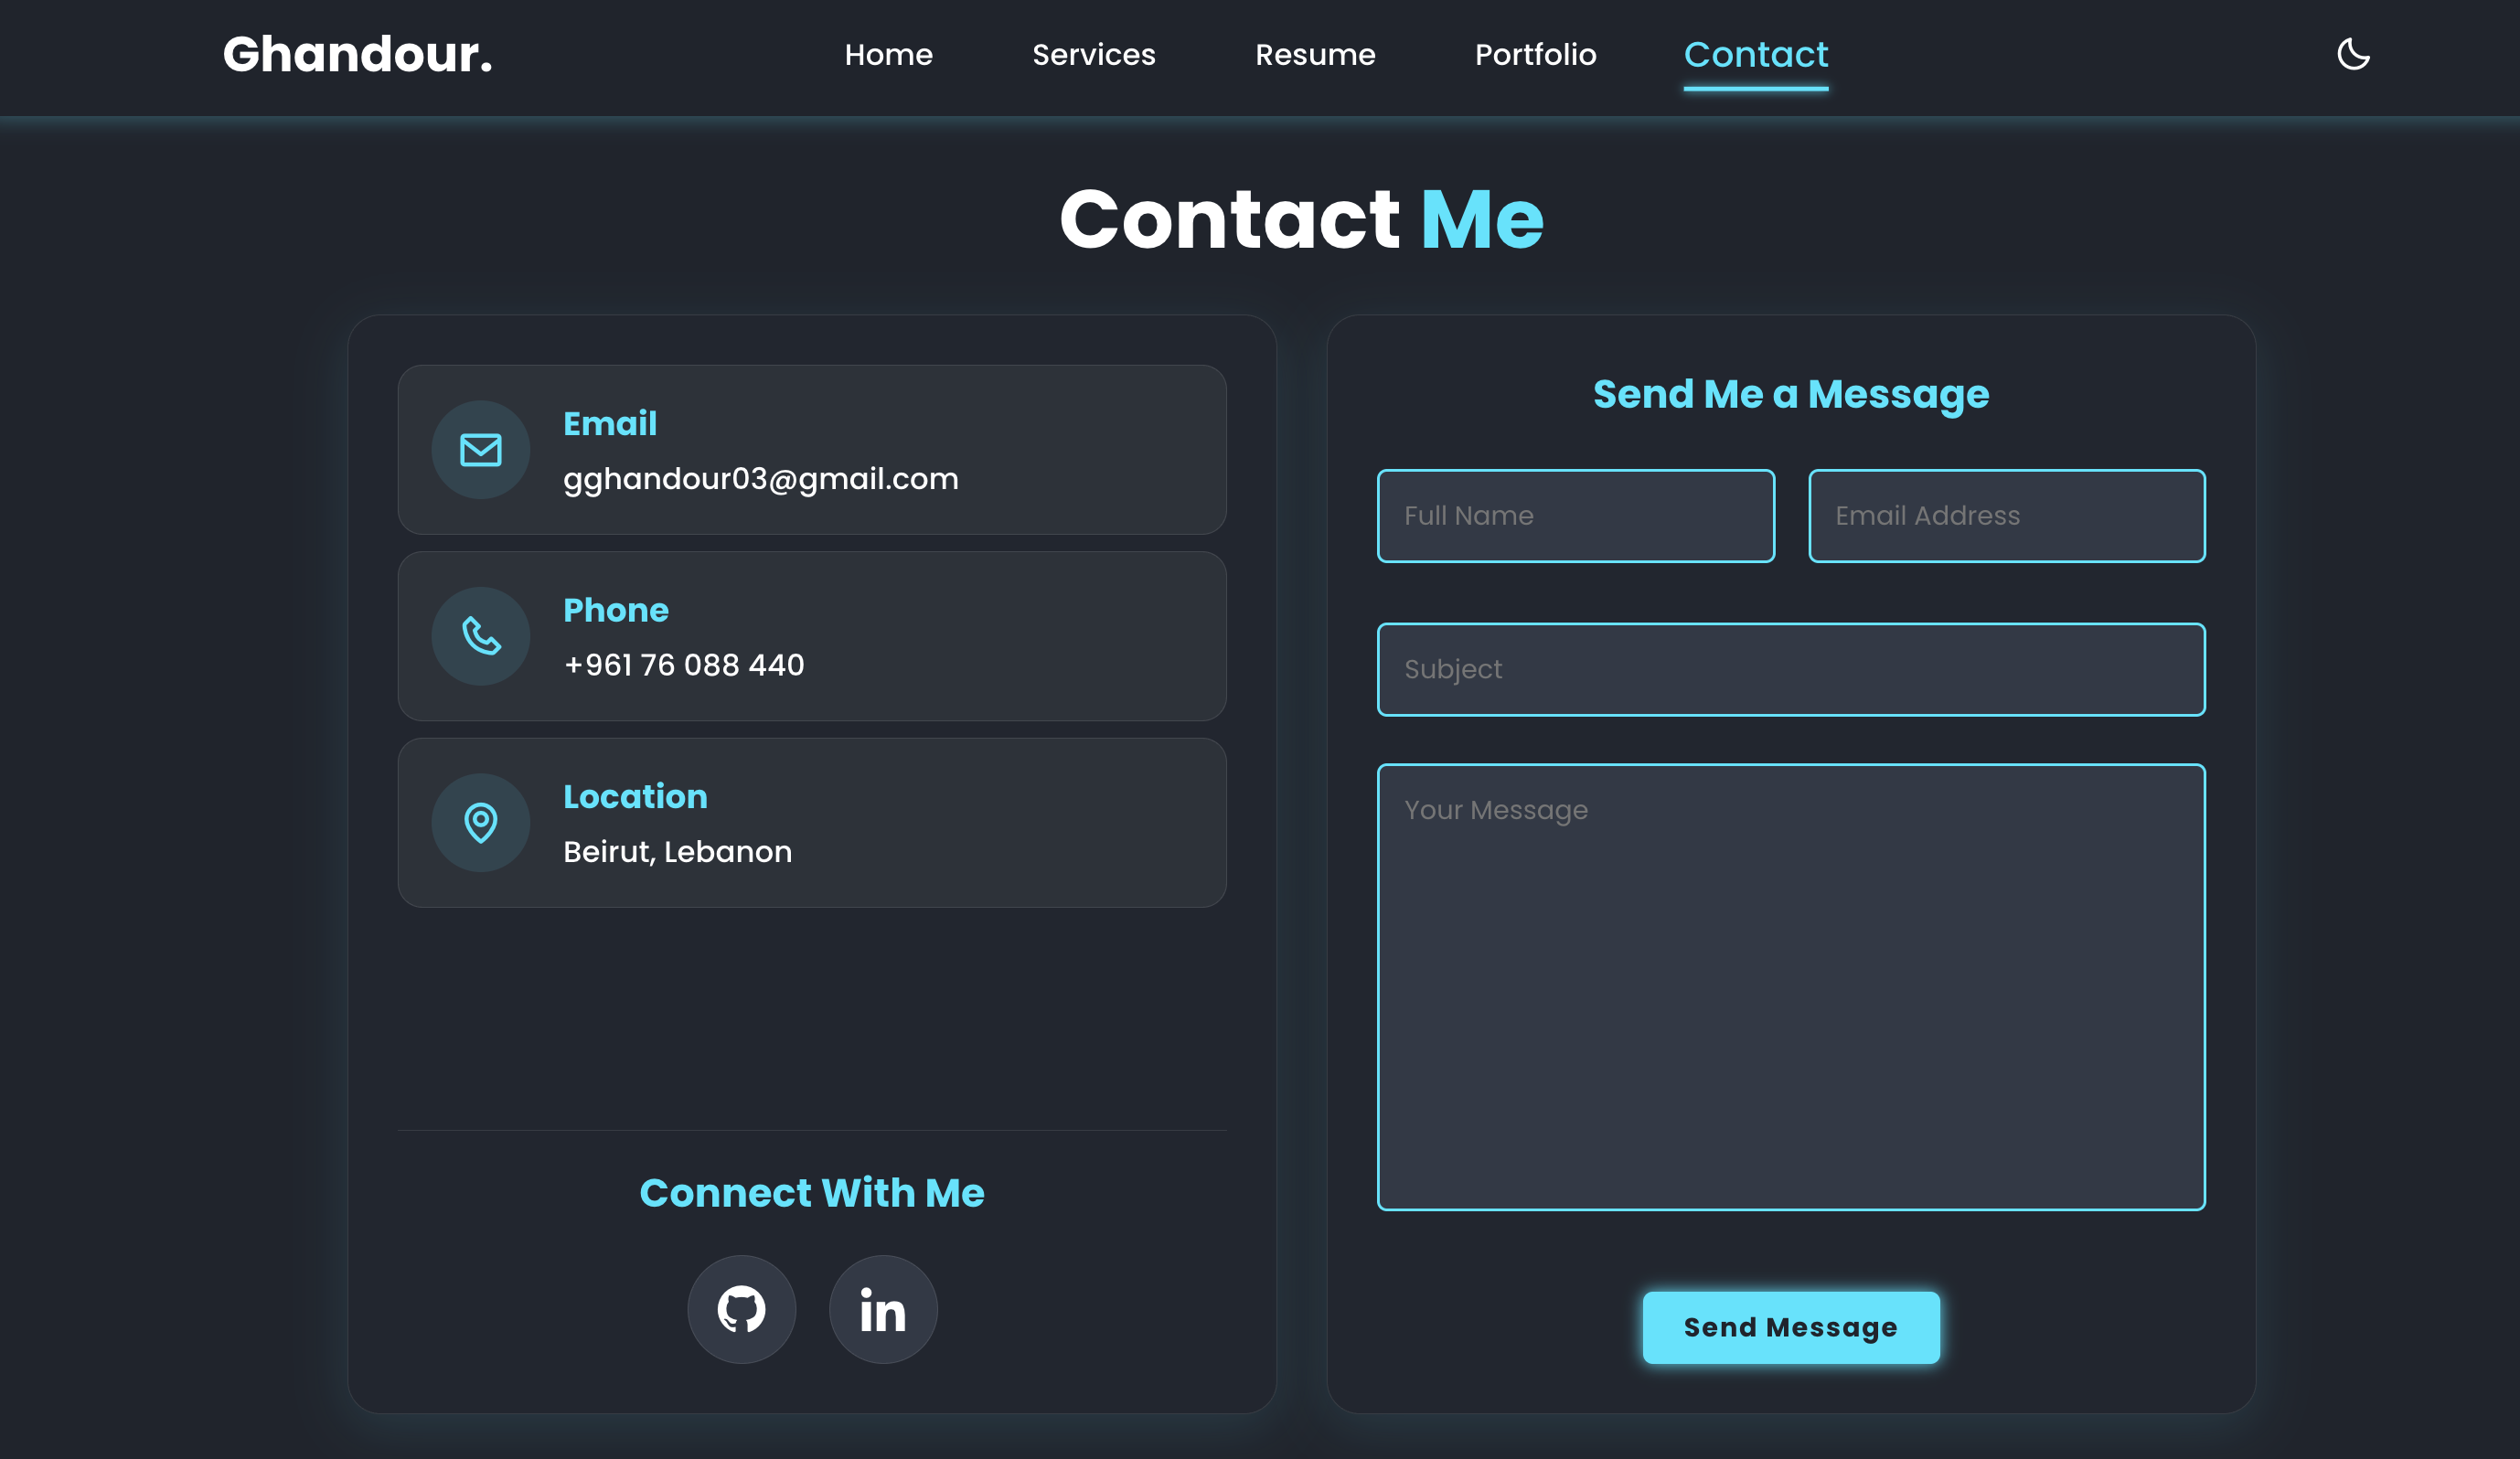 Ghandour.
Home
Services
Resume
Portfolio
Contact
Contact Me
Email
gghandour03@gmail.com
Phone
+961 76 088 440
Location
Beirut, Lebanon
Connect With Me
in
Send Me a Message
Full Name
Email Address
Subject
Your Message
Send Message